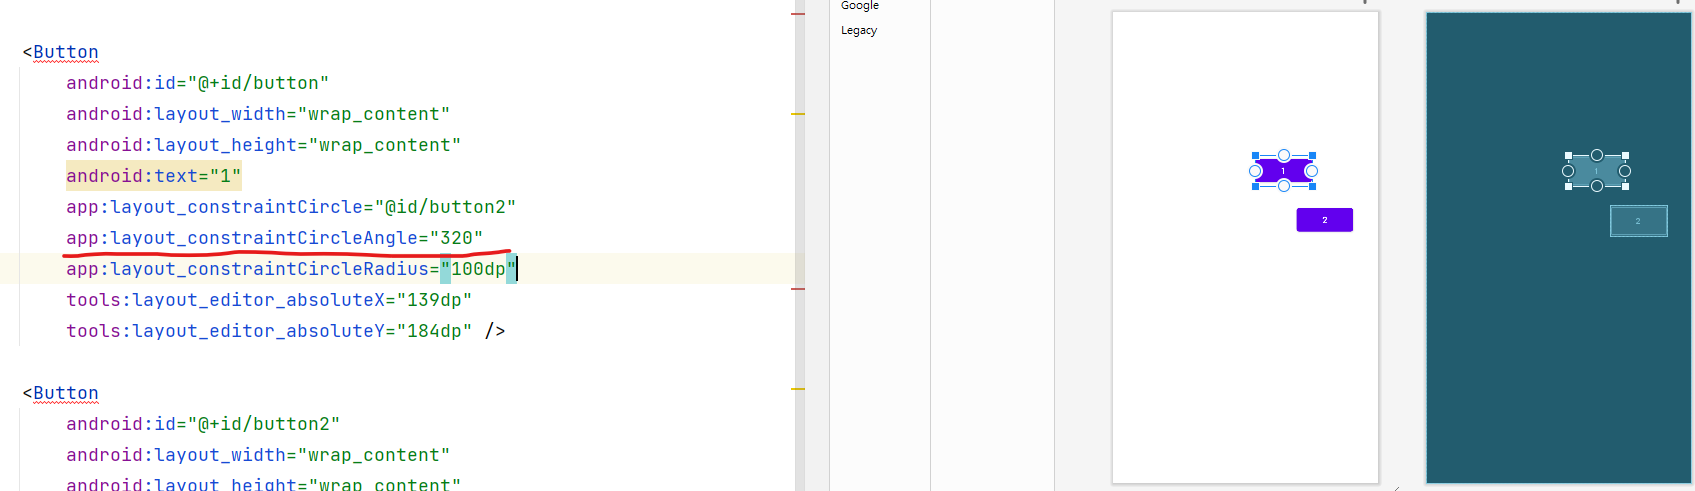 <Button
android:id="@+id/button"
android:layout_width="wrap_content"
android:layout_height="wrap_content"
android:text="1"
app:layout_constraintCircle="@id/button2"
app:layout_constraintCircleAngle="320"
app:layout_constraintCircleRadius="100dp"
tools:layout_editor_absoluteX="139dp"
tools:layout_editor_absoluteY="184dp" />
<Button
android:id="@+id/button2"
android:layout_width="wrap_content"
android:layout_height="wrap_content"
Google
Legacy
1
2
1
2